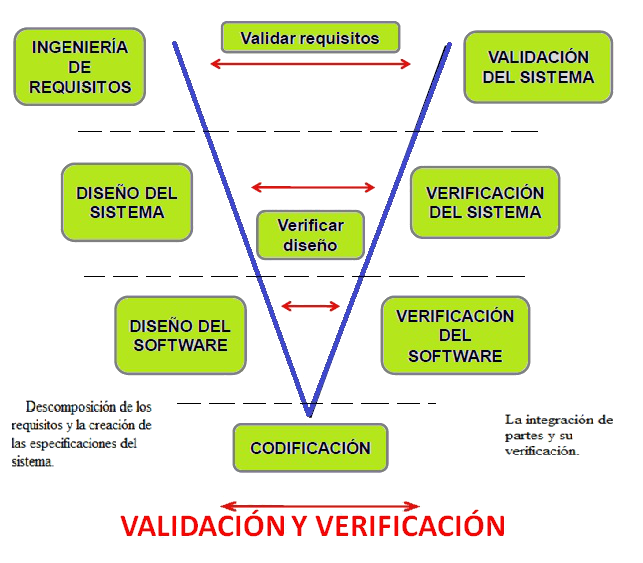 INGENIERÍA
DE
REQUISITOS
Validar requisitos
VALIDACIÓN
DEL SISTEMA
DISEÑO DEL
SISTEMA
Verificar
diseño
VERIFICACIÓN
DEL SISTEMA
DISEÑO DEL
SOFTWARE
VERIFICACIÓN
DEL
SOFTWARE
Descomposición de los
requisitos y la creación de
las especificaciones del
sistema.
CODIFICACIÓN
La integración de
partes y su
verificación.
VALIDACIÓN Y VERIFICACIÓN